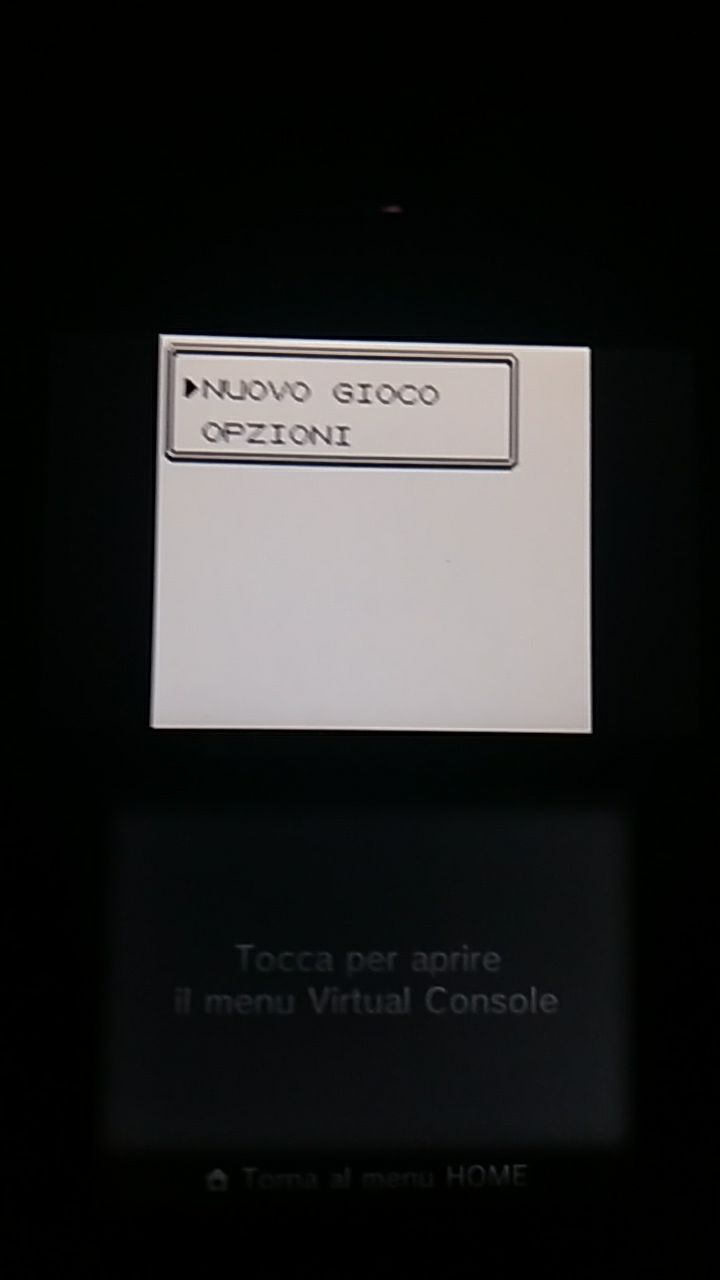 ▶NUOVO GIOCO
OPZIONI
Tocca per aprire
il menu Virtual Console
Torna al menu HOME